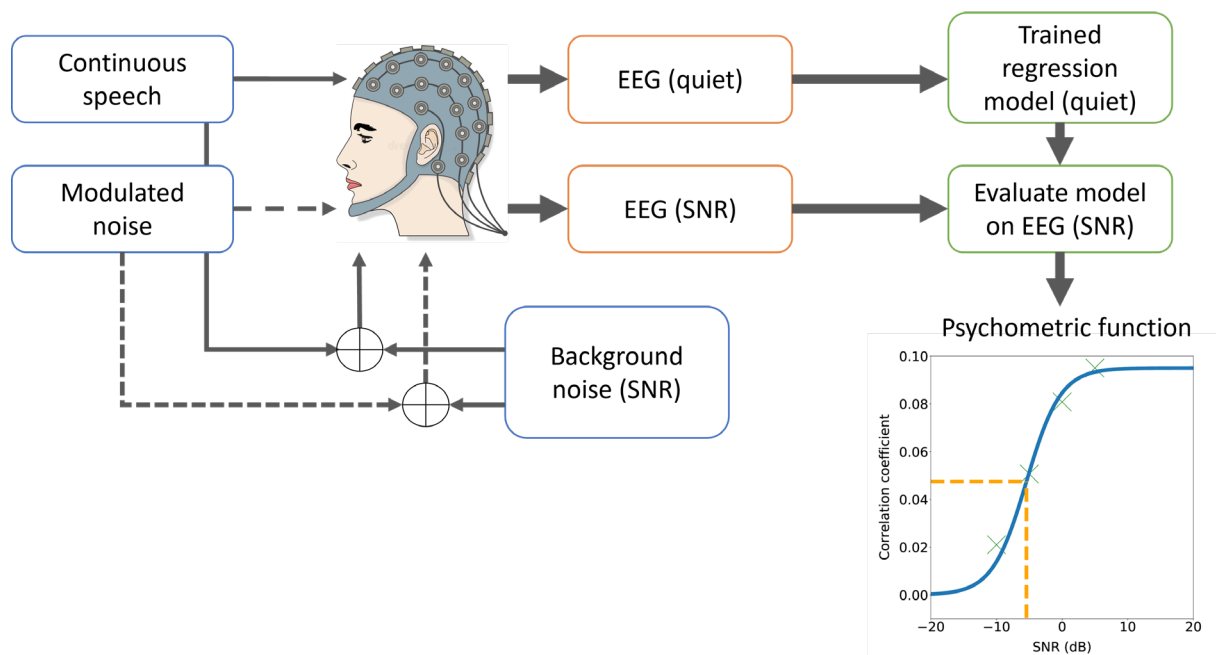 Continuous
speech
EEG (quiet)
Trained
regression
model (quiet)
Modulated
noise
EEG (SNR)
Evaluate model
on EEG (SNR)
Background
noise (SNR)
Psychometric function
Correlation coefficient
0.10
0.08
0.06
0.04
0.02
0.00
−20
−10
0
10
20
SNR (dB)